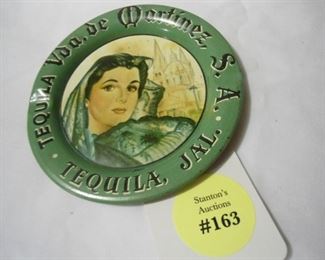 TEQUILA Vda. de Martinez, S. A.
TEQUILA, JAL.
Stanton's
Auctions
#163